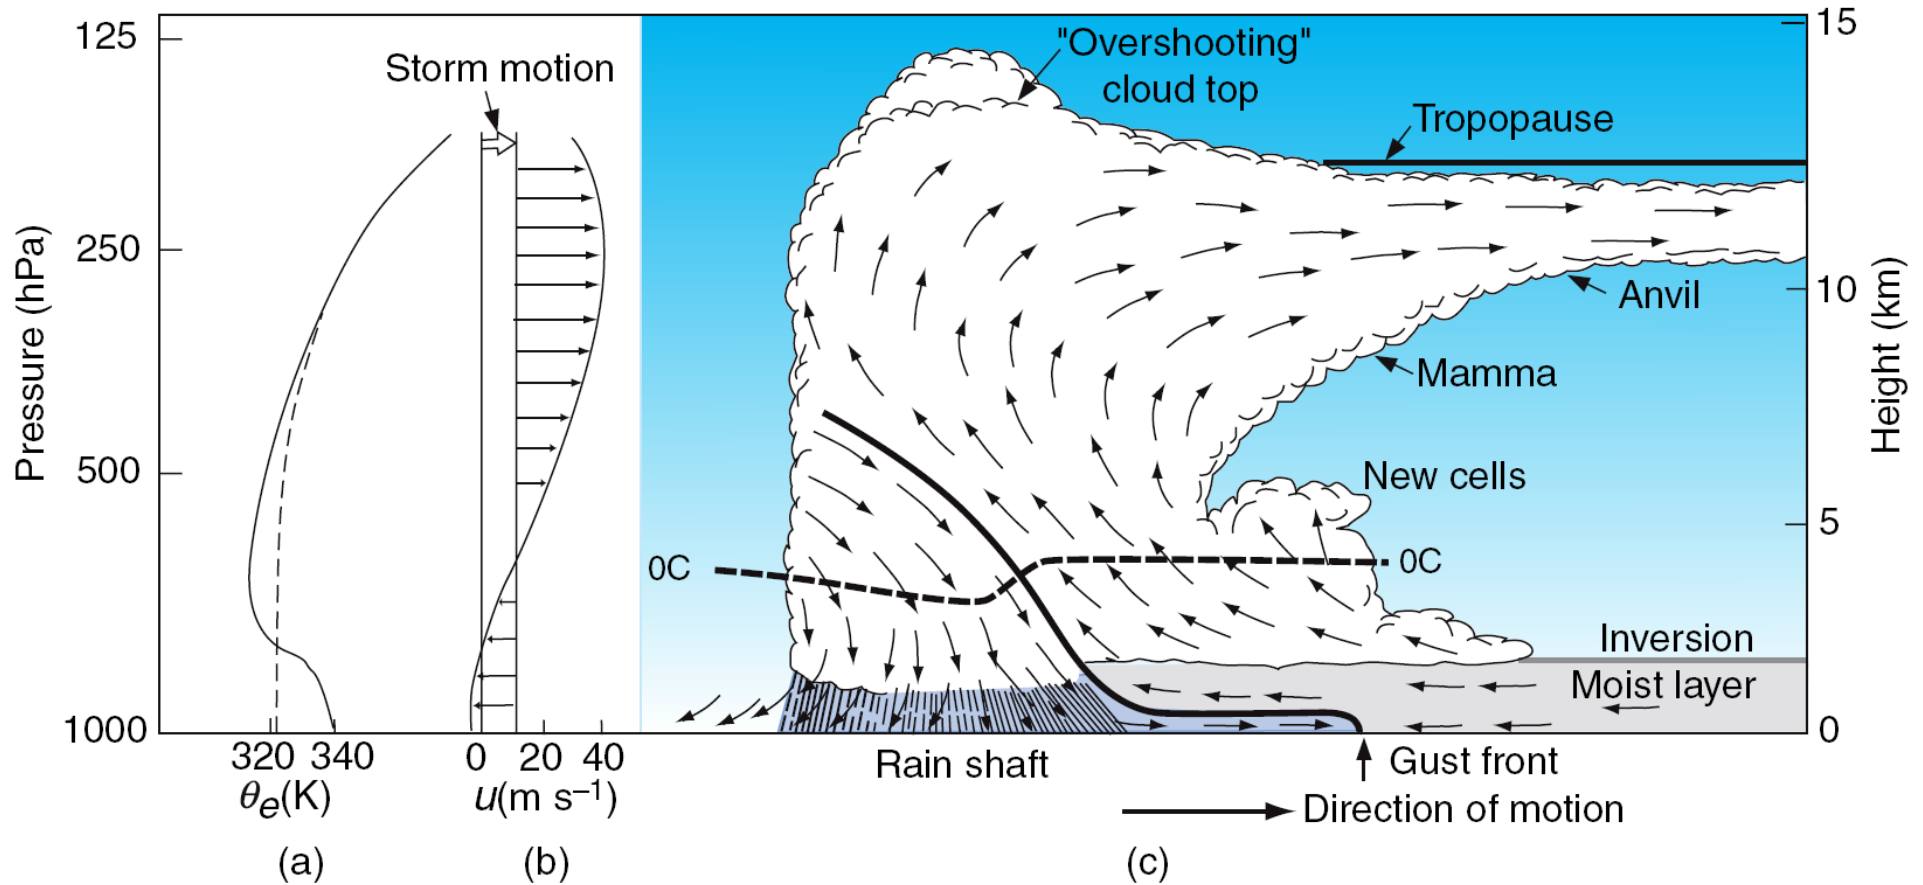 125
250
500
1000
Pressure (hPa)
320 340
θe(K)
(a)
Storm motion
0 20 40
u(m s–1)
(b)
"Overshooting"
cloud top
Tropopause
Anvil
Mamma
New cells
0C
0C
Inversion
Moist layer
Rain shaft
Gust front
Direction of motion
(c)
15
10
5
0
Height (km)